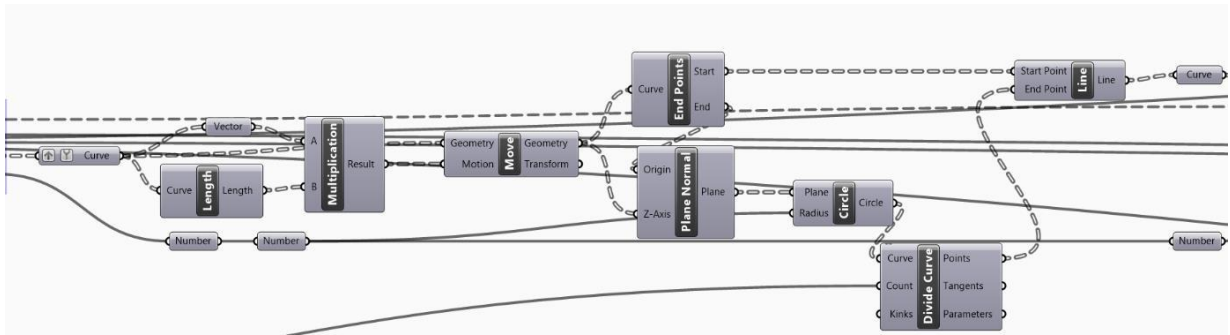 Curve
Vector
Curve
Length
Length
Number
Number
A
B
Multiplication
Result
Geometry
Motion
Move
Geometry
Transform
Curve
End Points
Start
End
Origin
Z-Axis
Plane Normal
Plane
Plane
Radius
Circle
Circle
Curve
Count
Kinks
Divide Curve
Points
Tangents
Parameters
Start Point
End Point
Line
Line
Curve
Number